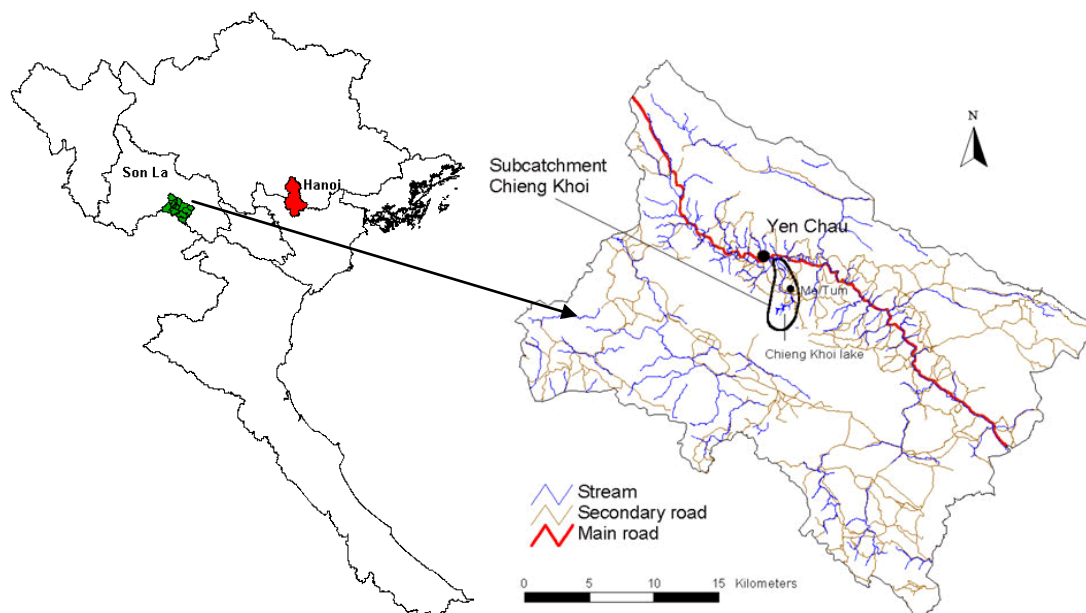 Son La
Hanoi
Subcatchment
Chieng Khoi
N
Yen Chau
Me/Tum
Chieng Khoi lake
Stream
Secondary road
Main road
0 5 10 15 Kilometers